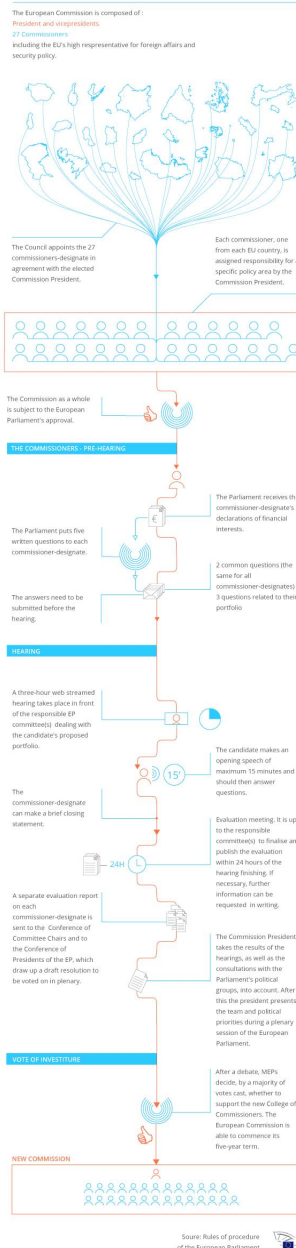 The European Commission is composed of :
President and vicepresidents
27 Commissioners
including the EU's high respresentative for foreign affairs and
security policy.
The Council appoints the 27
commissioners-designate in
agreement with the elected
Commission President.
Each commissioner, one
from each EU country, is
assigned responsibility for a
specific policy area by the
Commission President.
The Commission as a whole
is subject to the European
Parliament's approval.
THE COMMISSIONERS - PRE-HEARING
The Parliament receives th
commissioner-designate's
declarations of financial
interests.
€
The Parliament puts five
written questions to each
commissioner-designate.
2 common questions (the
same for all
commissioner-designates)
3 questions related to their
portfolio
The answers need to be
submitted before the
hearing.
HEARING
A three-hour web streamed
hearing takes place in front
of the responsible EP
committee(s) dealing with
the candidate's proposed
portfolio.
15'
The candidate makes an
opening speech of
maximum 15 minutes and
should then answer
questions.
The
commissioner-designate
can make a brief closing
statement.
24H
Evaluation meeting. It is up
to the responsible
committee(s) to finalise an
publish the evaluation
within 24 hours of the
hearing finishing. If
necessary, further
information can be
requested in writing.
A separate evaluation report
on each
commissioner-designate is
sent to the Conference of
Committee Chairs and to
the Conference of
Presidents of the EP, which
draw up a draft resolution to
be voted on in plenary.
The Commission President
takes the results of the
hearings, as well as the
consultations with the
Parliament's political
groups, into account. After
this the president presents
the team and political
priorities during a plenary
session of the European
Parliament.
VOTE OF INVESTITURE
After a debate, MEPs
decide, by a majority of
votes cast, whether to
support the new College of
Commissioners. The
European Commission is
able to commence its
five-year term.
NEW COMMISSION
Soure: Rules of procedure
of the European Parliament